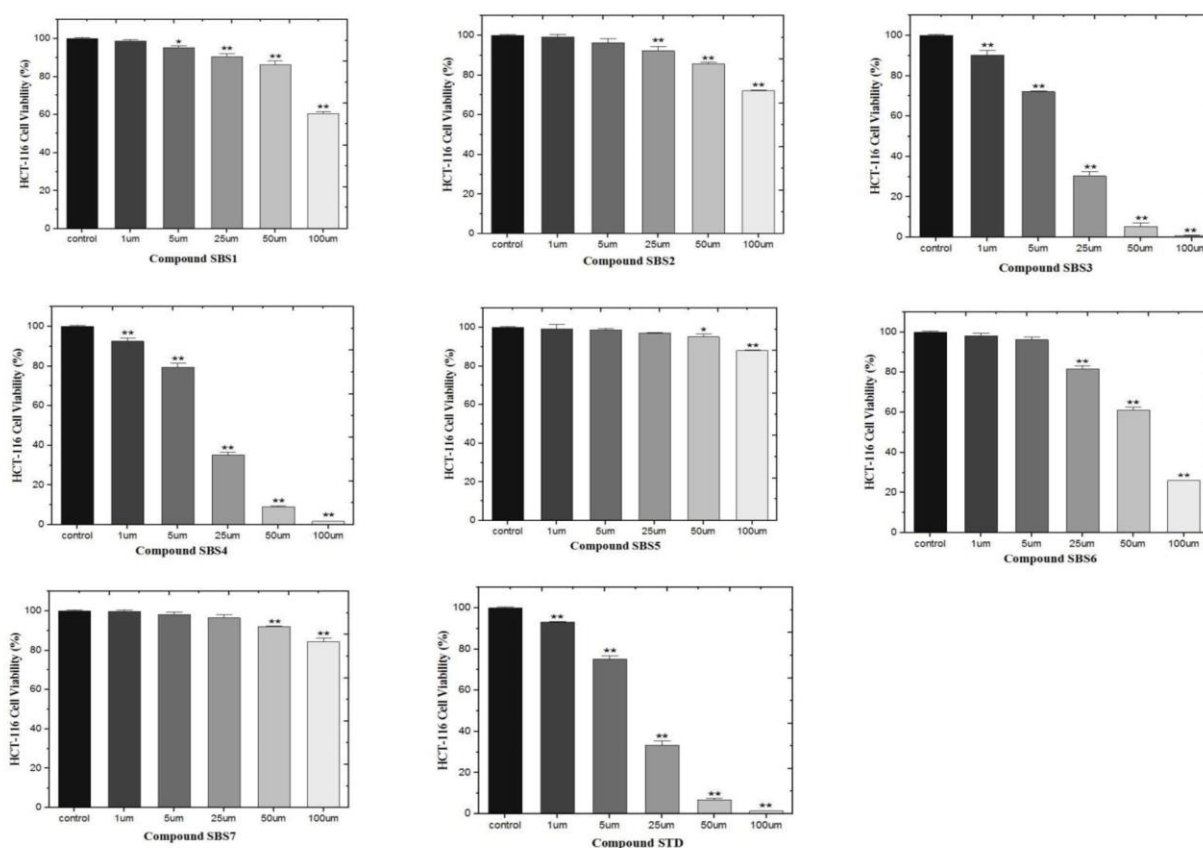 HCT-116 Cell Viability (%)
100
80
60
40
20
0
* ** ** **
control 1um 5um 25um 50um 100um
Compound SBS1
HCT-116 Cell Viability (%)
100
80
60
40
20
0
** ** **
control 1um 5um 25um 50um 100um
Compound SBS2
HCT-116 Cell Viability (%)
100
80
60
40
20
0
** ** ** ** **
control 1um 5um 25um 50um 100um
Compound SBS3
HCT-116 Cell Viability (%)
100
80
60
40
20
0
** ** ** ** **
control 1um 5um 25um 50um 100um
Compound SBS4
HCT-116 Cell Viability (%)
100
80
60
40
20
0
* **
control 1um 5um 25um 50um 100um
Compound SBS5
HCT-116 Cell Viability (%)
100
80
60
40
20
0
** ** **
control 1um 5um 25um 50um 100um
Compound SBS6
HCT-116 Cell Viability (%)
100
80
60
40
20
0
** **
control 1um 5um 25um 50um 100um
Compound SBS7
HCT-116 Cell Viability (%)
100
80
60
40
20
0
** ** ** ** **
control 1um 5um 25um 50um 100um
Compound STD